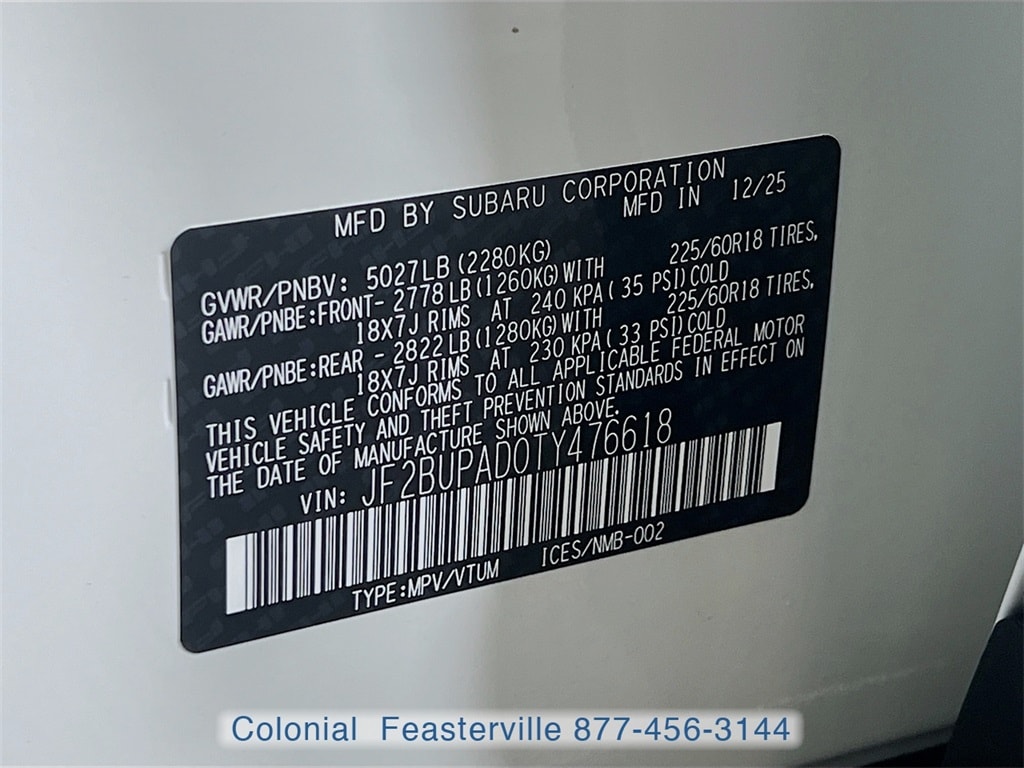 MFD BY SUBARU CORPORATION
MFD IN 12/25
GVWR/PNBV: 5027LB(2280KG)
GAWR/PNBE:FRONT- 2778LB(1260KG)WITH 225/60R18 TIRES,
18X7J RIMS AT 240 KPA( 35 PSI)COLD
GAWR/PNBE:REAR - 2822LB(1280KG)WITH 225/60R18 TIRES,
18X7J RIMS AT 230 KPA( 33 PSI)COLD
THIS VEHICLE CONFORMS TO ALL APPLICABLE FEDERAL MOTOR
VEHICLE SAFETY AND THEFT PREVENTION STANDARDS IN EFFECT ON
THE DATE OF MANUFACTURE SHOWN ABOVE.
VIN: JF2BUPAD0TY476618
TYPE:MPV/VTUM ICES/NMB-002
Colonial Feasterville 877-456-3144